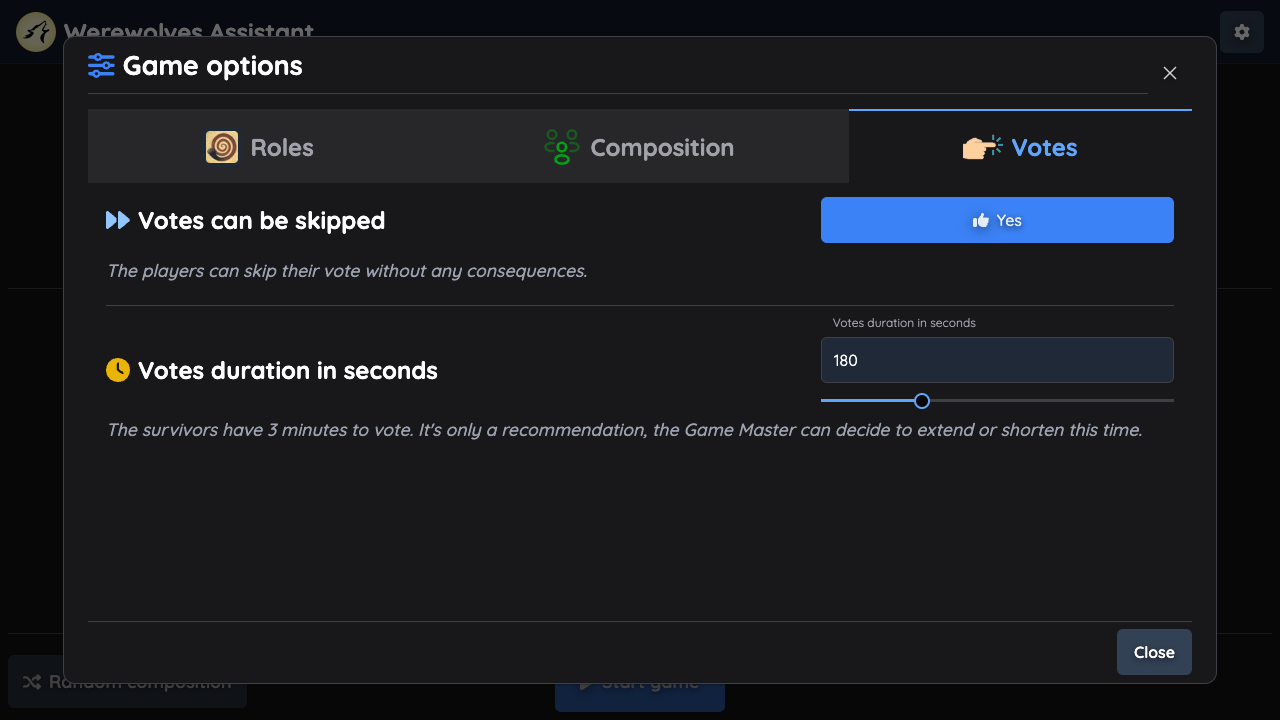 Werewolves Assistant
Game options
Roles
Composition
Votes
Votes can be skipped
Yes
The players can skip their vote without any consequences.
Votes duration in seconds
Votes duration in seconds
180
The survivors have 3 minutes to vote. It's only a recommendation, the Game Master can decide to extend or shorten this time.
Close
Random composition
Start game